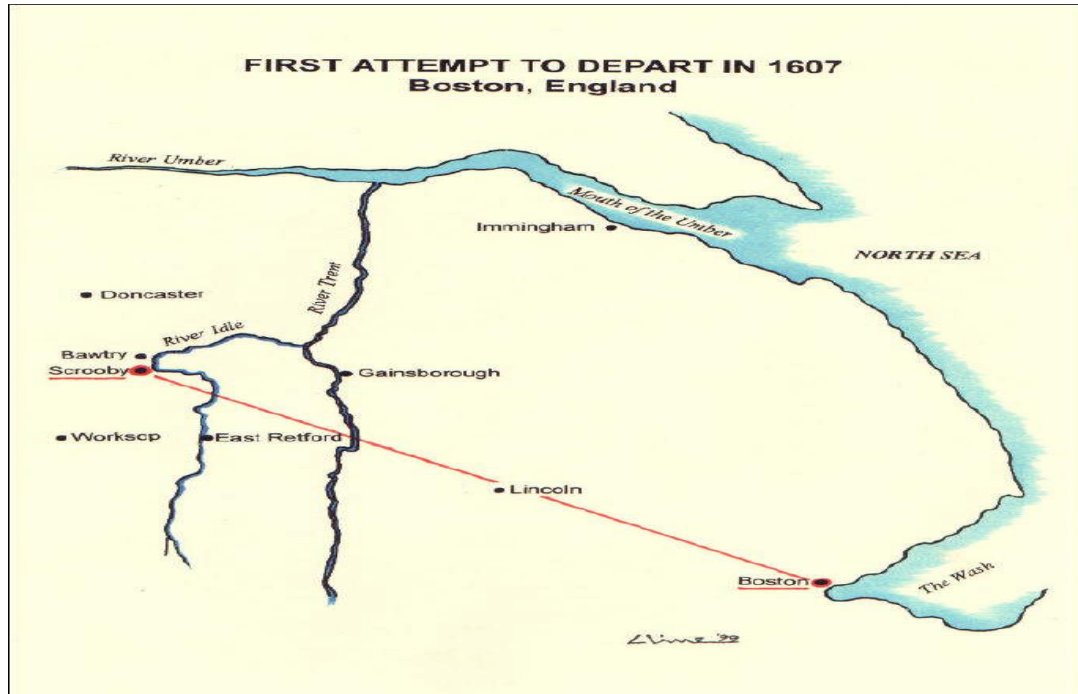 FIRST ATTEMPT TO DEPART IN 1607
Boston, England
River Umber
Mouth of the Umber
Immingham
NORTH SEA
Doncaster
River Trent
River Idle
Bawtry
Scrooby
Gainsborough
Worksop
East Retford
Lincoln
Boston
The Wash
'99